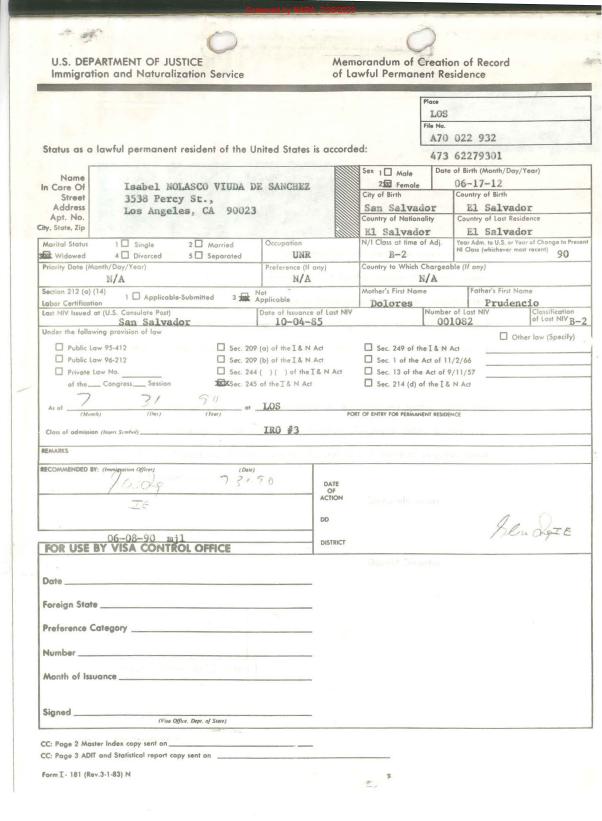 U.S. DEPARTMENT OF JUSTICE
Immigration and Naturalization Service
Memorandum of Creation of Record
of Lawful Permanent Residence
Place
LOS
File No.
A70 022 932
Status as a lawful permanent resident of the United States is accorded:
473 62279301
Name
In Care Of
Street
Address
Apt. No.
City, State, Zip
Isabel NOLASCO VIUDA DE SANCHEZ
3538 Percy St.,
Los Angeles, CA 90023
Sex 1 Male
2 Female
Date of Birth (Month/Day/Year)
06-17-12
City of Birth
San Salvador
Country of Birth
El Salvador
Country of Nationality
El Salvador
Country of Last Residence
El Salvador
Marital Status 1 Single 2 Married
Widowed 4 Divorced 5 Separated
Occupation
UNR
N/I Class at time of Adj.
B-2
Year Adm. to U.S. or Year of Change to Present
NI Class (whichever most recent) 90
Priority Date (Month/Day/Year)
N/A
Preference (If any)
N/A
Country to Which Chargeable (If any)
N/A
Section 212 (a) (14)
Labor Certification 1 Applicable-Submitted 3 Not Applicable
Mother's First Name
Dolores
Father's First Name
Prudencio
Last NIV Issued at (U.S. Consulate Post)
San Salvador
Date of Issuance of Last NIV
10-04-85
Number of Last NIV
001082
Classification
of Last NIV B-2
Under the following provision of law
Other law (Specify)
Public Law 95-412 Sec. 209 (a) of the I & N Act Sec. 249 of the I & N Act
Public Law 96-212 Sec. 209 (b) of the I & N Act Sec. 1 of the Act of 11/2/66
Private Law No. Sec. 244 ( ) ( ) of the I & N Act Sec. 13 of the Act of 9/11/57
of the Congress, Session Sec. 245 of the I & N Act Sec. 214 (d) of the I & N Act
As of 7 31 90 at LOS
(Month) (Day) (Year) PORT OF ENTRY FOR PERMANENT RESIDENCE
Class of admission (Insert Symbol) IR0 #3
REMARKS
RECOMMENDED BY: (Immigration Officer) (Date)
IE
DATE
OF
ACTION
DD
DISTRICT
06-08-90 mjl
FOR USE BY VISA CONTROL OFFICE
Date
Foreign State
Preference Category
Number
Month of Issuance
Signed
(Visa Office, Dept. of State)
CC: Page 2 Master Index copy sent on
CC: Page 3 ADIT and Statistical report copy sent on
Form I - 181 (Rev.3-1-83) N